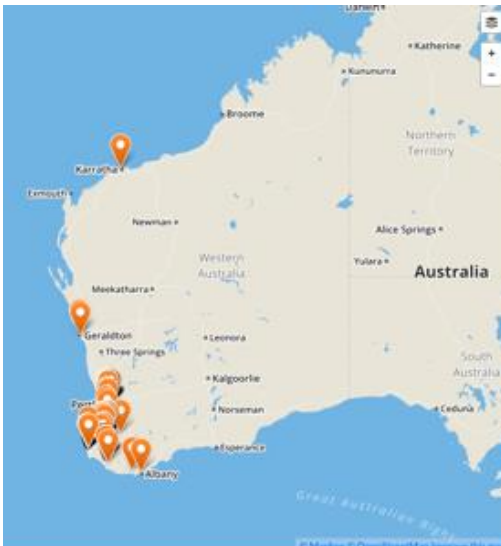 Darwin
Katherine
Kununurra
Broome
Northern
Territory
Karratha
Exmouth
Newman
Alice Springs
Western
Australia
Yulara
Australia
Meekatharra
Geraldton
Leonora
Three Springs
South
Australia
Kalgoorlie
Norseman
Ceduna
Esperance
Albany
Great Australian Bight